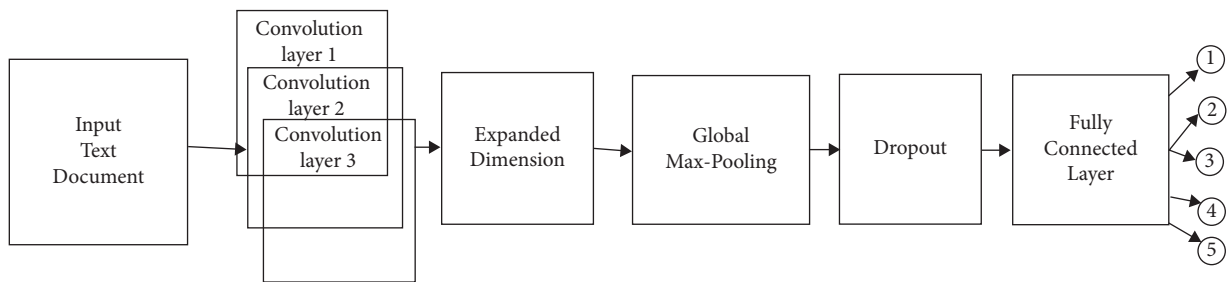 Input
Text
Document
Convolution
layer 1
Convolution
layer 2
Convolution
layer 3
Expanded
Dimension
Global
Max-Pooling
Dropout
Fully
Connected
Layer
1
2
3
4
5